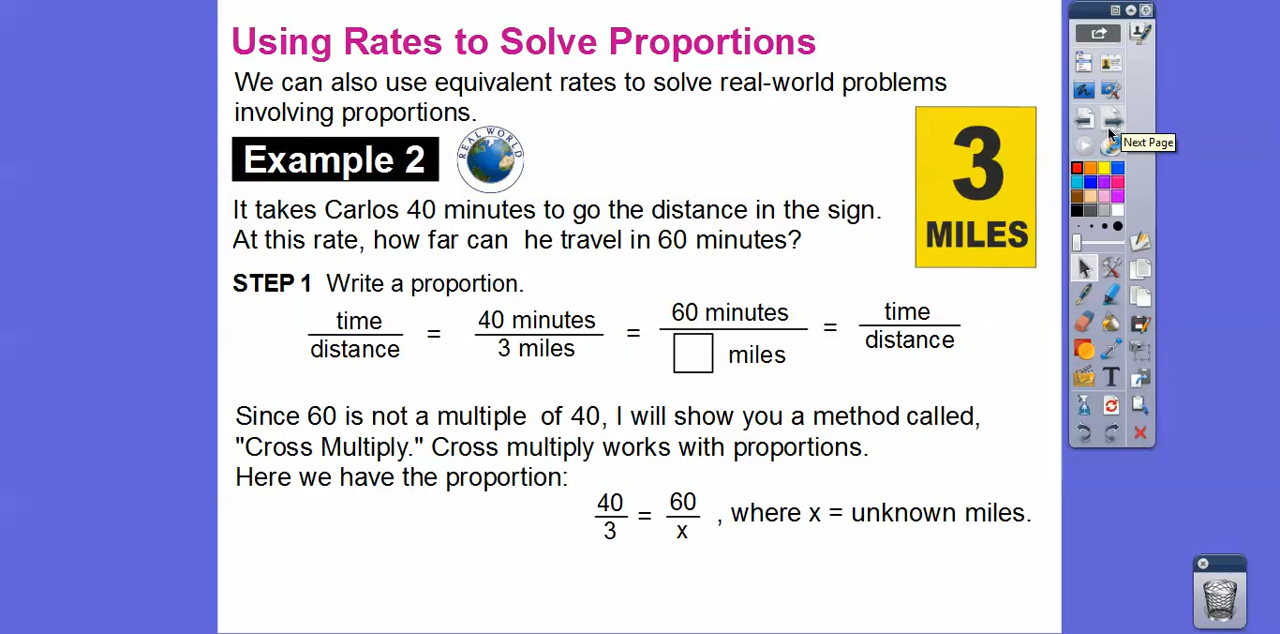 Using Rates to Solve Proportions
We can also use equivalent rates to solve real-world problems
involving proportions.
Example 2
REAL WORLD
3
MILES
Next Page
It takes Carlos 40 minutes to go the distance in the sign.
At this rate, how far can he travel in 60 minutes?
STEP 1 Write a proportion.
time
distance
=
40 minutes
3 miles
=
60 minutes
miles
=
time
distance
Since 60 is not a multiple of 40, I will show you a method called,
"Cross Multiply." Cross multiply works with proportions.
Here we have the proportion:
40
3
=
60
x
, where x = unknown miles.
T